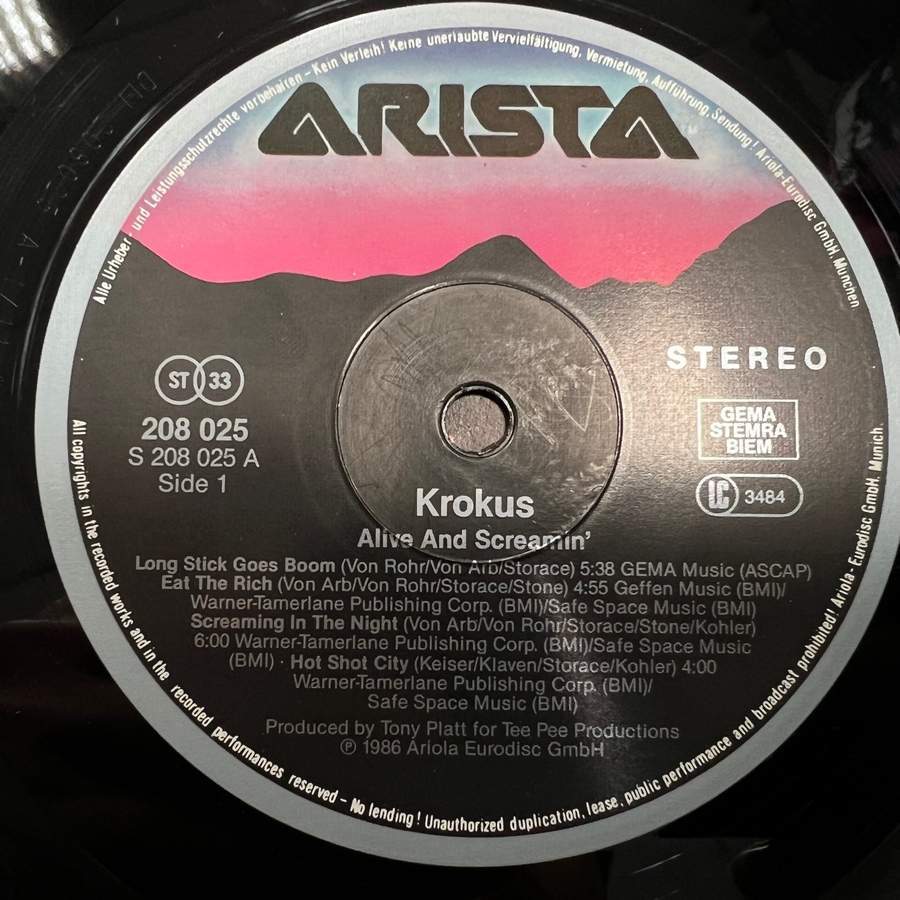 Alle Urheber- und Leistungsschutzrechte vorbehalten – Kein Verleih! Keine unerlaubte Vervielfältigung, Vermietung, Aufführung, Sendung! Ariola-Eurodisc GmbH. München
ARISTA
TM
STEREO
ST 33
208 025
S 208 025 A
Side 1
GEMA
STEMRA
BIEM
LC 3484
Krokus
Alive And Screamin'
Long Stick Goes Boom (Von Rohr/Von Arb/Storace) 5:38 GEMA Music (ASCAP)
Eat The Rich (Von Arb/Von Rohr/Storace/Stone) 4:55 Geffen Music (BMI)/
Warner-Tamerlane Publishing Corp. (BMI)/Safe Space Music (BMI)
Screaming In The Night (Von Arb/Von Rohr/Storace/Stone/Kohler)
6:00 Warner-Tamerlane Publishing Corp. (BMI)/Safe Space Music
(BMI) · Hot Shot City (Keiser/Klaven/Storace/Kohler) 4:00
Warner-Tamerlane Publishing Corp. (BMI)/
Safe Space Music (BMI)
Produced by Tony Platt for Tee Pee Productions
℗ 1986 Ariola Eurodisc GmbH
All copyrights in the recorded works and in the recorded performances reserved – No lending! Unauthorized duplication, lease, public performance and broadcast prohibited! Ariola-Eurodisc GmbH. Munich